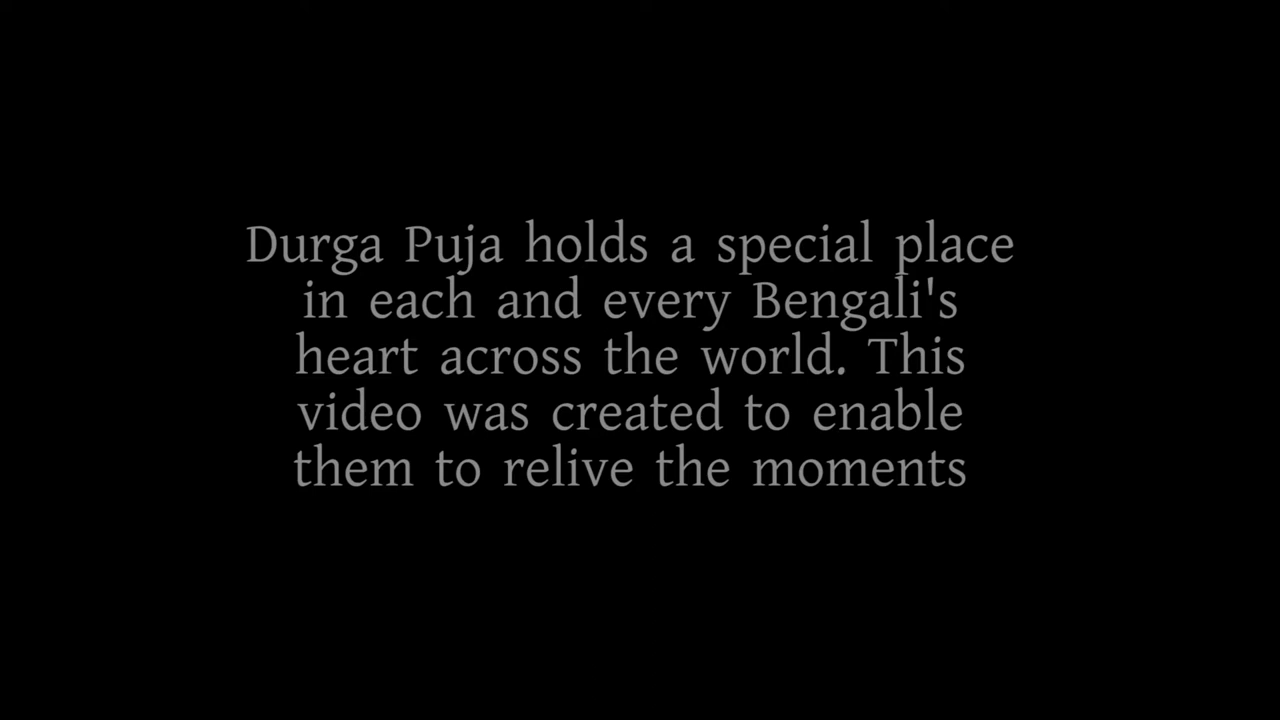 Durga Puja holds a special place
in each and every Bengali's
heart across the world. This
video was created to enable
them to relive the moments